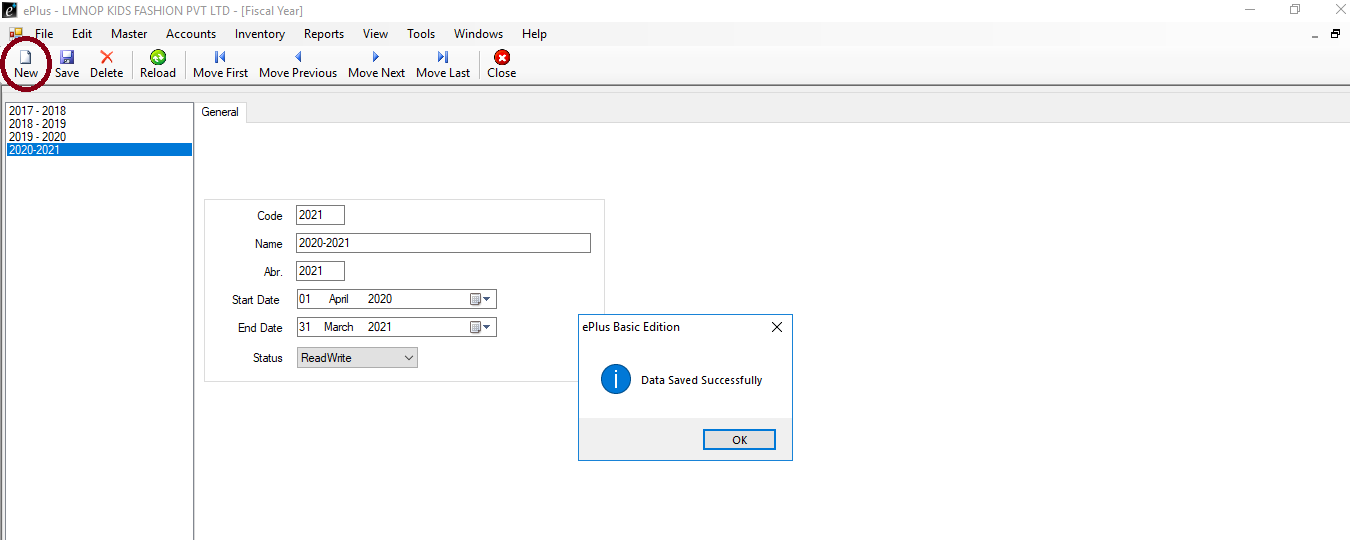 ePlus - LMNOP KIDS FASHION PVT LTD - [Fiscal Year]
File Edit Master Accounts Inventory Reports View Tools Windows Help
New Save Delete Reload Move First Move Previous Move Next Move Last Close
2017 - 2018
2018 - 2019
2019 - 2020
2020-2021
General
Code 2021
Name 2020-2021
Abr. 2021
Start Date 01 April 2020
End Date 31 March 2021
Status ReadWrite
ePlus Basic Edition
Data Saved Successfully
OK